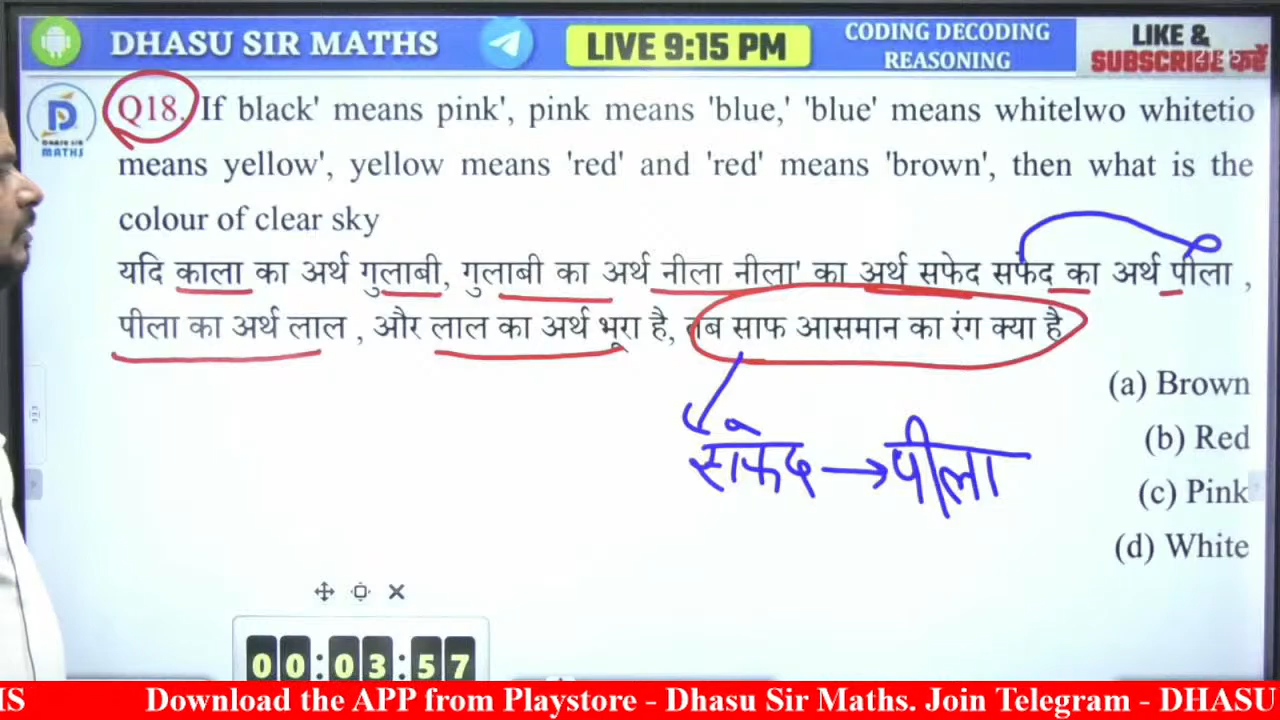 DHASU SIR MATHS
LIVE 9:15 PM
CODING DECODING
REASONING
LIKE &
SUBSCRIBE करें
D
DHASU SIR
MATHS
Q18. If black' means pink', pink means 'blue,' 'blue' means whitelwo whitetio
means yellow', yellow means 'red' and 'red' means 'brown', then what is the
colour of clear sky
यदि काला का अर्थ गुलाबी, गुलाबी का अर्थ नीला नीला' का अर्थ सफेद सफेद का अर्थ पीला ,
पीला का अर्थ लाल , और लाल का अर्थ भूरा है, तब साफ आसमान का रंग क्या है
(a) Brown
(b) Red
(c) Pink
(d) White
सफेद → पीला
00:03:57
Download the APP from Playstore - Dhasu Sir Maths. Join Telegram - DHASU